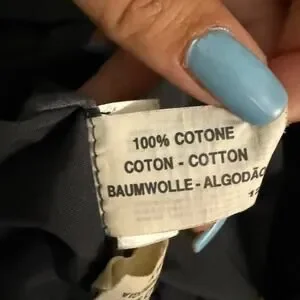 100% COTONE
COTON - COTTON
BAUMWOLLE - ALGODÃO